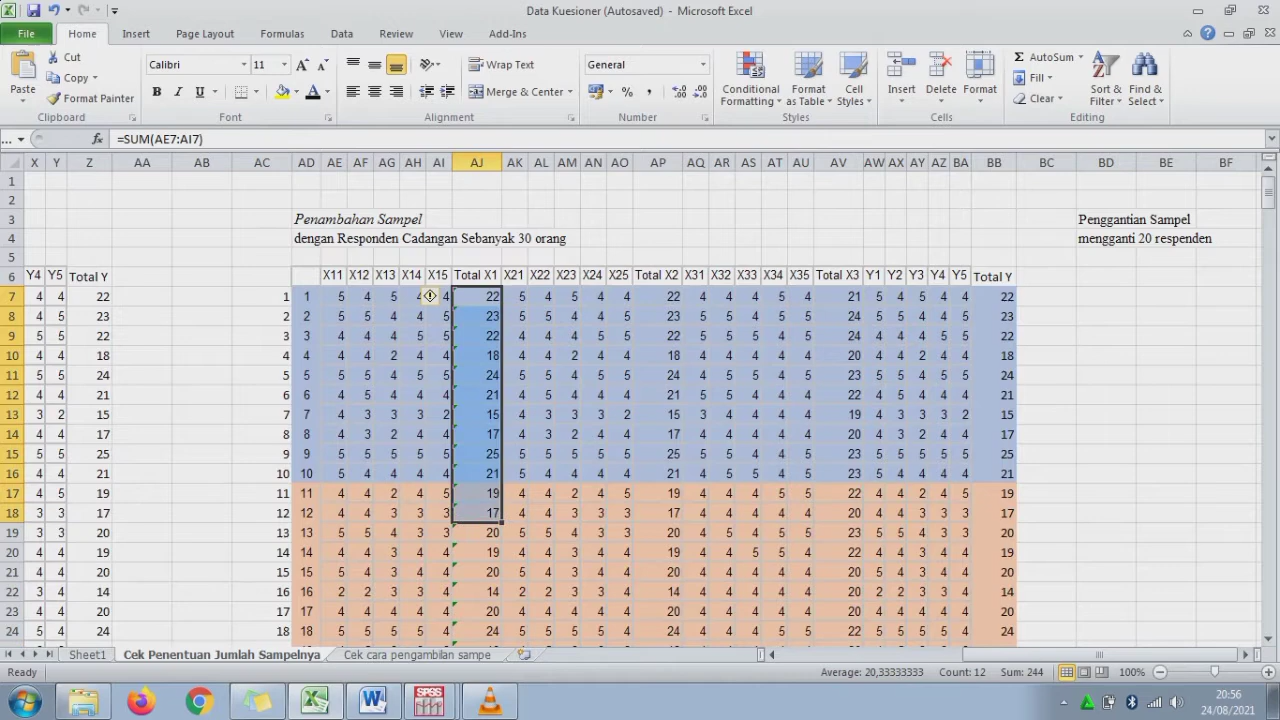 Data Kuesioner (Autosaved) - Microsoft Excel
File Home Insert Page Layout Formulas Data Review View Add-Ins
Paste Cut Copy Format Painter Clipboard
Calibri 11 A A B I U A Font
Wrap Text Merge & Center Alignment
General % , Number
Conditional Formatting Format as Table Cell Styles Styles
Insert Delete Format Cells
Σ AutoSum Fill Clear Sort & Filter Find & Select Editing
... fx =SUM(AE7:AI7)
X Y Z AA AB AC AD AE AF AG AH AI AJ AK AL AM AN AO AP AQ AR AS AT AU AV AW AX AY AZ BA BB BC BD BE BF
1
2
3 Penambahan Sampel Penggantian Sampel
4 dengan Responden Cadangan Sebanyak 30 orang mengganti 20 respenden
5
6 Y4 Y5 Total Y X11 X12 X13 X14 X15 Total X1 X21 X22 X23 X24 X25 Total X2 X31 X32 X33 X34 X35 Total X3 Y1 Y2 Y3 Y4 Y5 Total Y
7 4 4 22 1 1 5 4 5 4 4 22 5 4 5 4 4 22 4 4 4 5 4 21 5 4 5 4 4 22
8 4 5 23 2 2 5 5 4 4 5 23 5 5 4 4 5 23 5 5 4 5 5 24 5 5 4 4 5 23
9 5 5 22 3 3 4 4 4 5 5 22 4 4 4 5 5 22 5 5 4 5 5 24 4 4 4 5 5 22
10 4 4 18 4 4 4 4 2 4 4 18 4 4 2 4 4 18 4 4 4 4 4 20 4 4 2 4 4 18
11 5 5 24 5 5 5 5 4 5 5 24 5 5 4 5 5 24 4 4 5 5 5 23 5 5 4 5 5 24
12 4 4 21 6 6 4 5 4 4 4 21 4 5 4 4 4 21 4 5 5 4 4 22 4 5 4 4 4 21
13 3 2 15 7 7 4 3 3 3 2 15 4 3 3 3 2 15 3 4 4 4 4 19 4 3 3 3 2 15
14 4 4 17 8 8 4 3 2 4 4 17 4 3 2 4 4 17 4 4 4 4 4 20 4 3 2 4 4 17
15 5 5 25 9 9 5 5 5 5 5 25 5 5 5 5 5 25 5 4 5 4 5 23 5 5 5 5 5 25
16 4 4 21 10 10 5 4 4 4 4 21 5 4 4 4 4 21 4 5 4 5 5 23 5 4 4 4 4 21
17 4 5 19 11 11 4 4 2 4 5 19 4 4 2 4 5 19 4 4 4 5 5 22 4 4 2 4 5 19
18 3 3 17 12 12 4 4 3 3 3 17 4 4 3 3 3 17 4 4 4 4 4 20 4 4 3 3 3 17
19 3 3 20 13 13 5 5 4 3 3 20 5 5 4 3 3 20 4 4 5 5 5 23 5 5 4 3 3 20
20 4 4 19 14 14 4 4 3 4 4 19 4 4 3 4 4 19 4 4 5 5 4 22 4 4 3 4 4 19
21 4 4 20 15 15 5 4 3 4 4 20 5 4 3 4 4 20 4 4 4 4 4 20 5 4 3 4 4 20
22 3 4 14 16 16 2 2 3 3 4 14 2 2 3 3 4 14 4 4 5 4 4 21 2 2 3 3 4 14
23 4 4 20 17 17 4 4 4 4 4 20 4 4 4 4 4 20 4 4 4 4 4 20 4 4 4 4 4 20
24 5 4 24 18 18 5 5 5 5 4 24 5 5 5 5 4 24 4 4 5 4 5 22 5 5 5 5 4 24
Sheet1 Cek Penentuan Jumlah Sampelnya Cek cara pengambilan sampe
Ready Average: 20,33333333 Count: 12 Sum: 244 100%
SPSS
20:56
24/08/2021